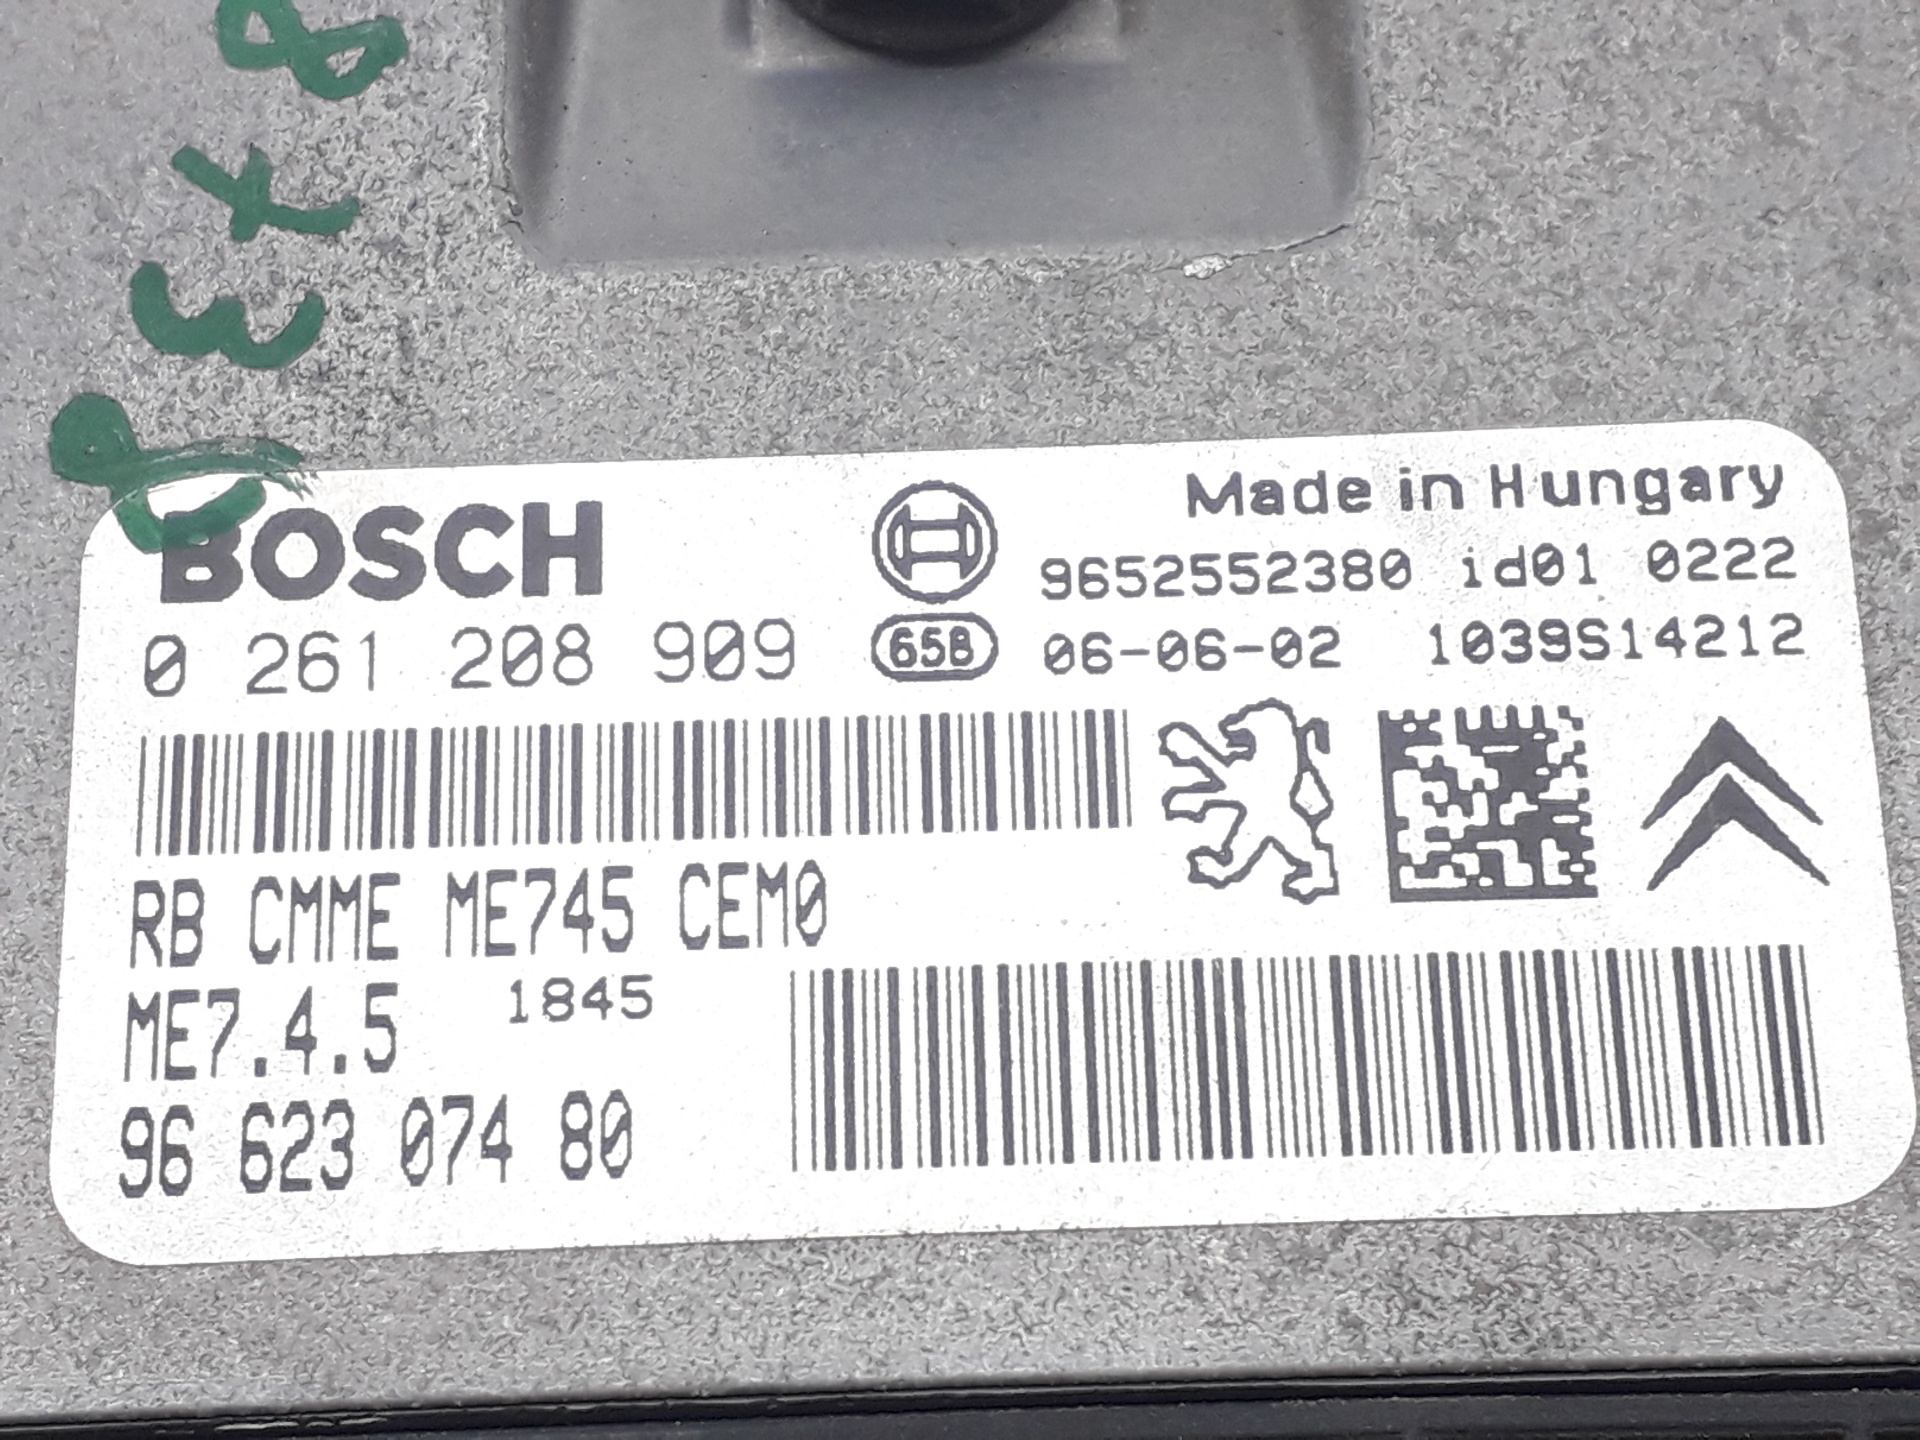 BOSCH
Made in Hungary
9652552380 id01 0222
0 261 208 909
658
06-06-02 1039S14212
RB CMME ME745 CEM0
ME7.4.5 1845
96 623 074 80